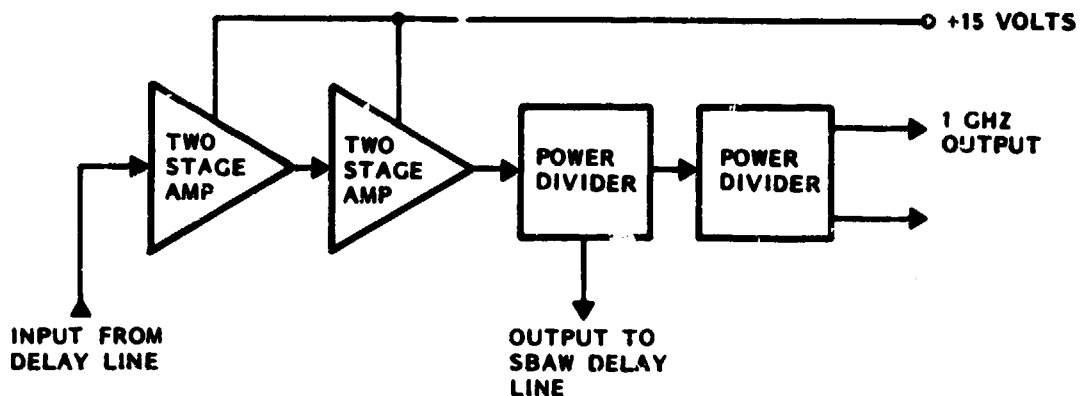 +15 VOLTS
TWO
STAGE
AMP
TWO
STAGE
AMP
POWER
DIVIDER
POWER
DIVIDER
1 GHZ
OUTPUT
INPUT FROM
DELAY LINE
OUTPUT TO
SBAW DELAY
LINE